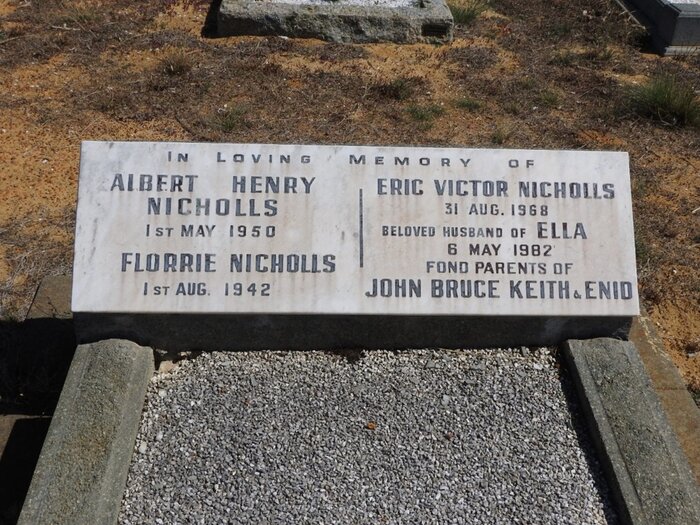 IN LOVING MEMORY OF
ALBERT HENRY
NICHOLLS
1ST MAY 1950
FLORRIE NICHOLLS
1ST AUG. 1942
ERIC VICTOR NICHOLLS
31 AUG. 1968
BELOVED HUSBAND OF ELLA
6 MAY 1982
FOND PARENTS OF
JOHN BRUCE KEITH & ENID